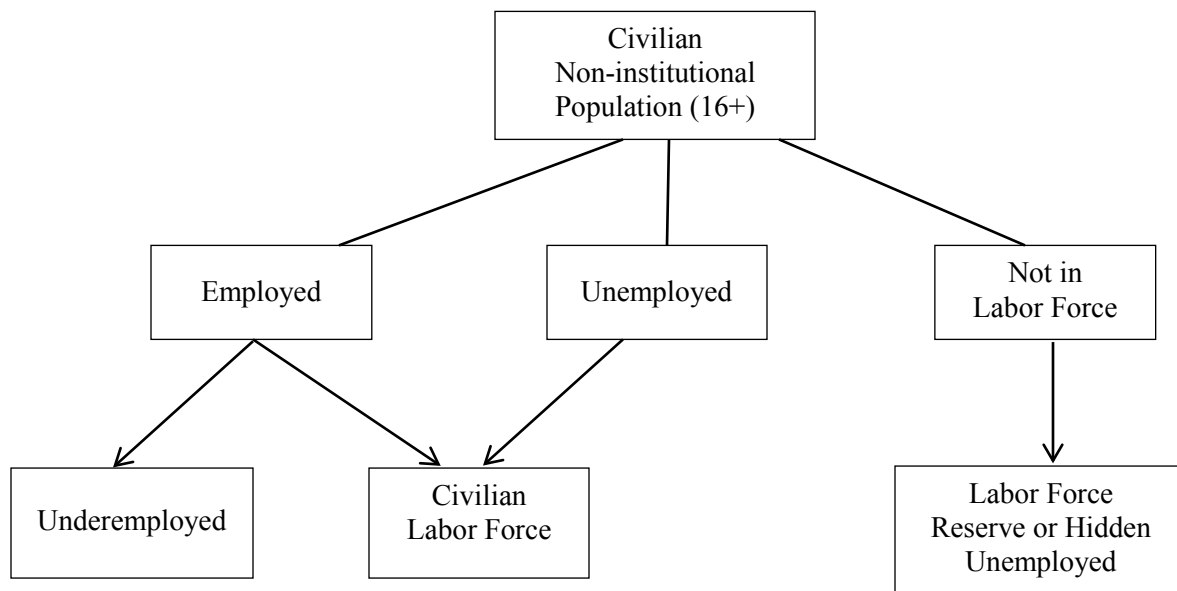 Civilian
Non-institutional
Population (16+)
Employed
Unemployed
Not in
Labor Force
Underemployed
Civilian
Labor Force
Labor Force
Reserve or Hidden
Unemployed